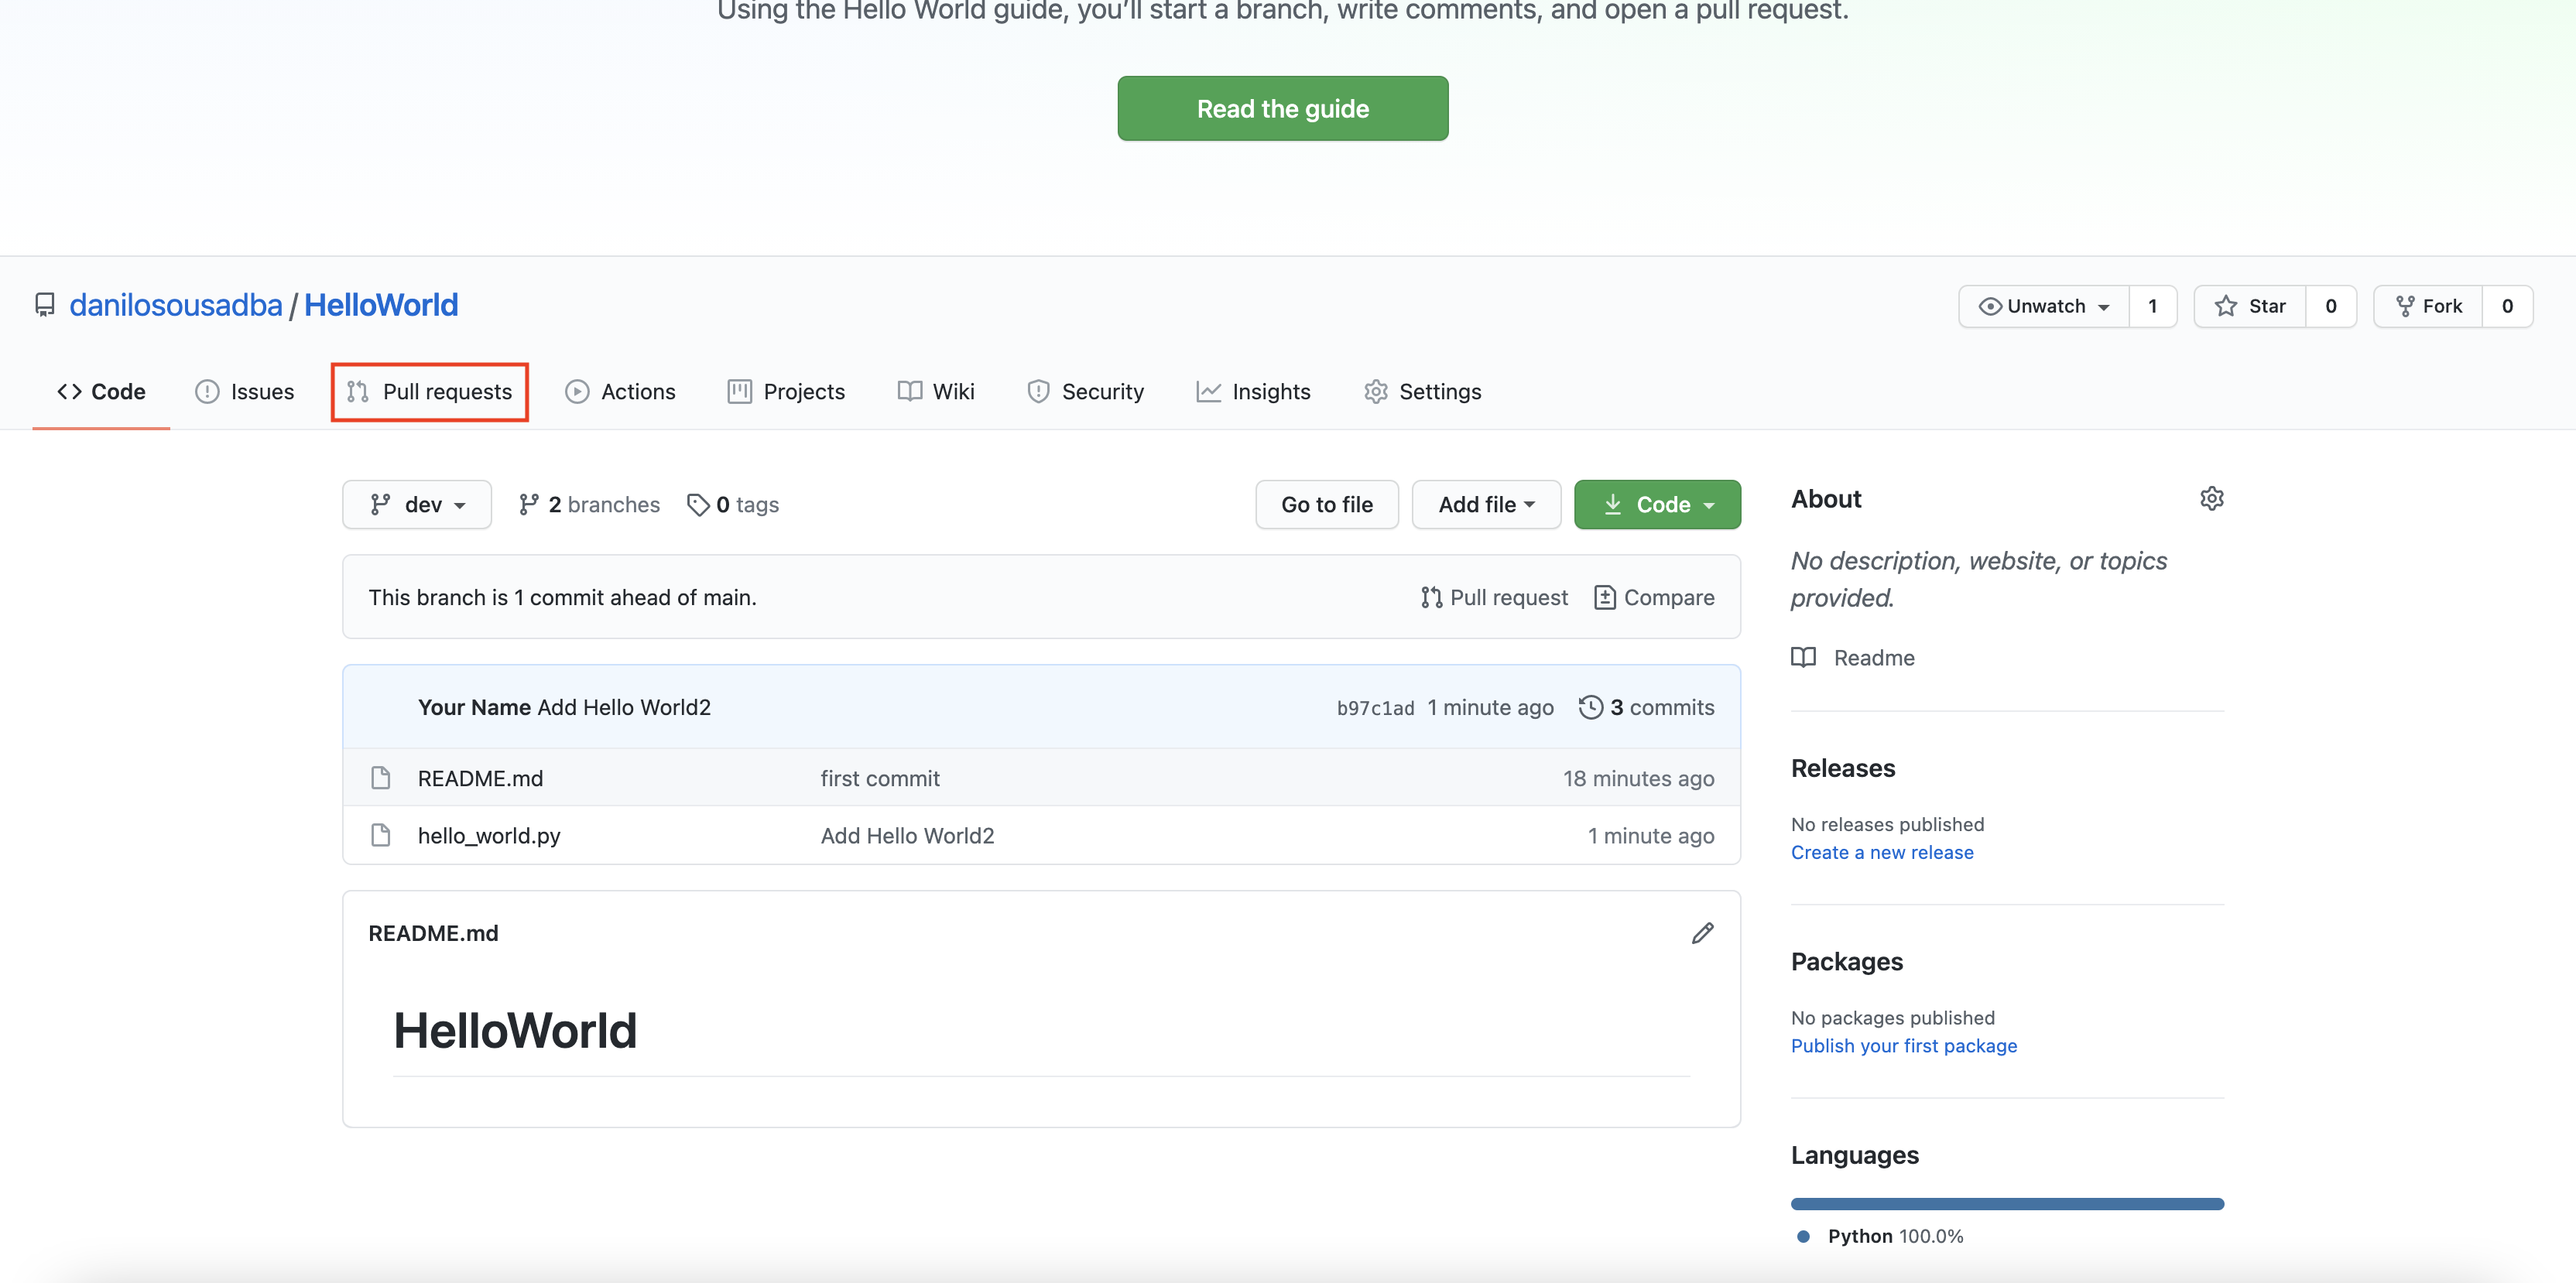 Using the Hello World guide, you'll start a branch, write comments, and open a pull request.
Read the guide
danilosousadba / HelloWorld
Unwatch 1 Star 0 Fork 0
Code Issues Pull requests Actions Projects Wiki Security Insights Settings
dev 2 branches 0 tags Go to file Add file Code
This branch is 1 commit ahead of main. Pull request Compare
Your Name Add Hello World2 b97c1ad 1 minute ago 3 commits
README.md first commit 18 minutes ago
hello_world.py Add Hello World2 1 minute ago
README.md
HelloWorld
About
No description, website, or topics
provided.
Readme
Releases
No releases published
Create a new release
Packages
No packages published
Publish your first package
Languages
Python 100.0%